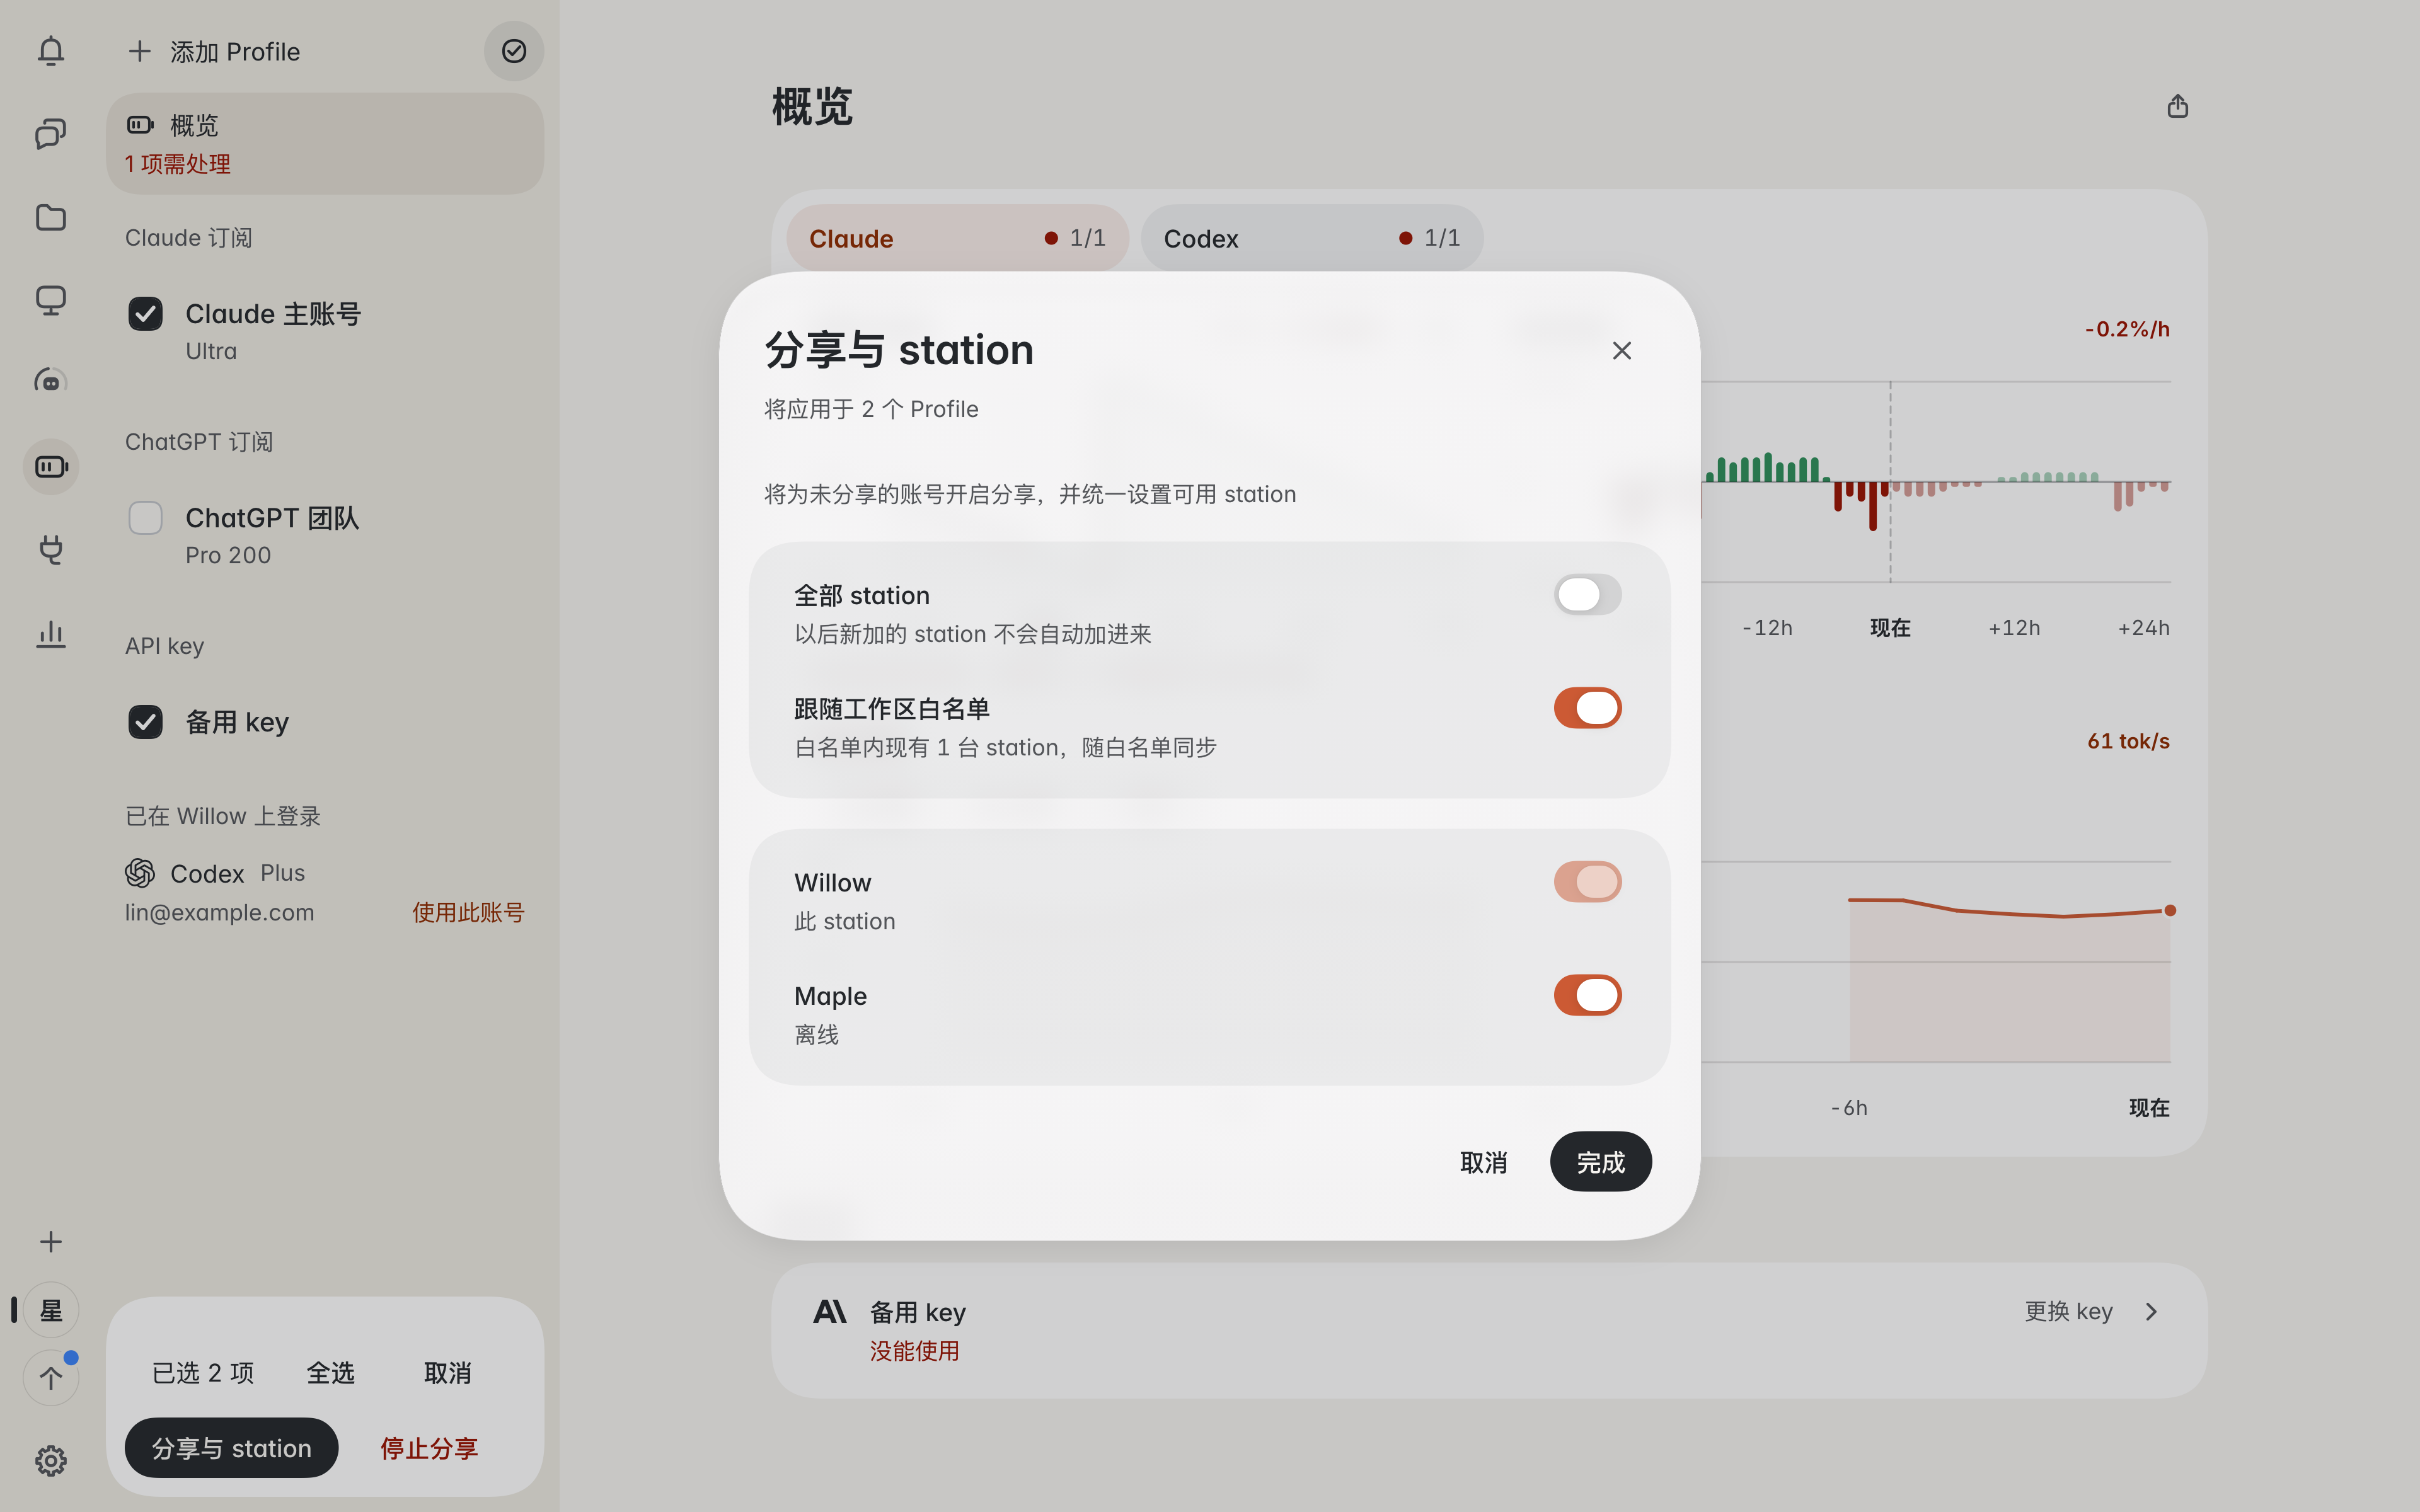 添加 Profile
概览
1 项需处理
Claude 订阅
Claude 主账号
Ultra
ChatGPT 订阅
ChatGPT 团队
Pro 200
API key
备用 key
已在 Willow 上登录
Codex Plus
lin@example.com 使用此账号
星
个
已选 2 项 全选 取消
分享与 station 停止分享
概览
Claude 1/1 Codex 1/1
-0.2%/h
-12h 现在 +12h +24h
61 tok/s
-6h 现在
分享与 station
将应用于 2 个 Profile
将为未分享的账号开启分享，并统一设置可用 station
全部 station
以后新加的 station 不会自动加进来
跟随工作区白名单
白名单内现有 1 台 station，随白名单同步
Willow
此 station
Maple
离线
取消 完成
备用 key 更换 key
没能使用